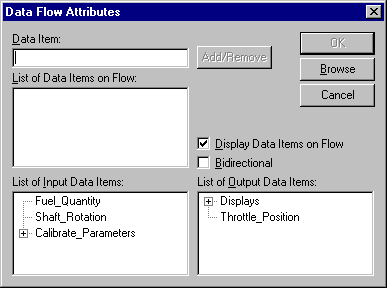 Data Flow Attributes
Data Item:
Add/Remove
OK
Browse
Cancel
List of Data Items on Flow:
Display Data Items on Flow
Bidirectional
List of Input Data Items:
Fuel_Quantity
Shaft_Rotation
Calibrate_Parameters
List of Output Data Items:
Displays
Throttle_Position